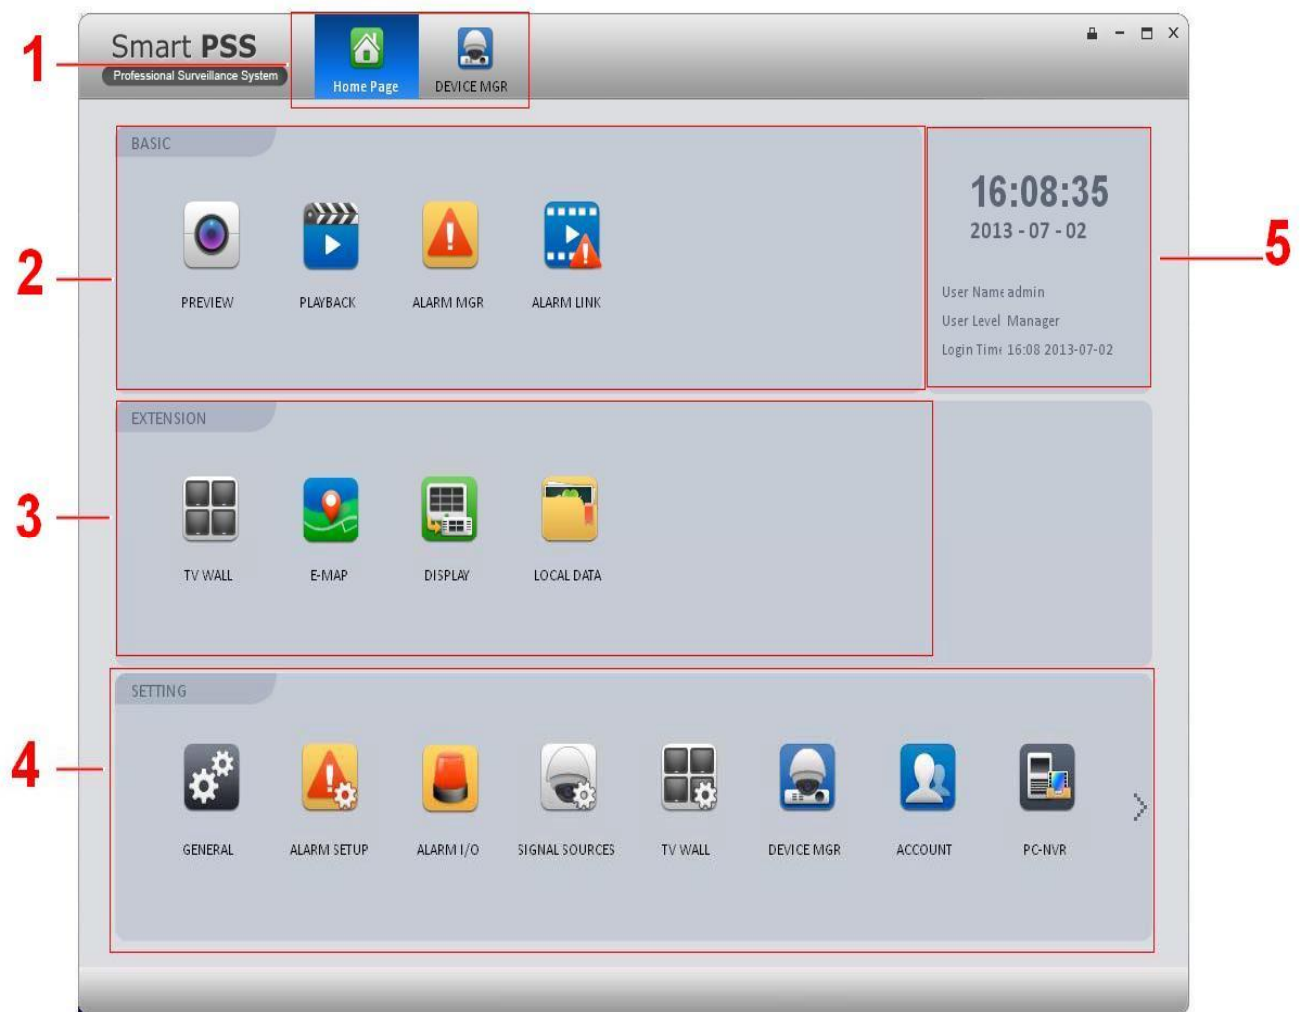 1
Smart PSS
Professional Surveillance System
Home Page
DEVICE MGR
BASIC
2
PREVIEW
PLAYBACK
ALARM MGR
ALARM LINK
16:08:35
2013 - 07 - 02
5
User Name admin
User Level Manager
Login Time 16:08 2013-07-02
EXTENSION
3
TV WALL
E-MAP
DISPLAY
LOCAL DATA
SETTING
4
GENERAL
ALARM SETUP
ALARM I/O
SIGNAL SOURCES
TV WALL
DEVICE MGR
ACCOUNT
PC-NVR